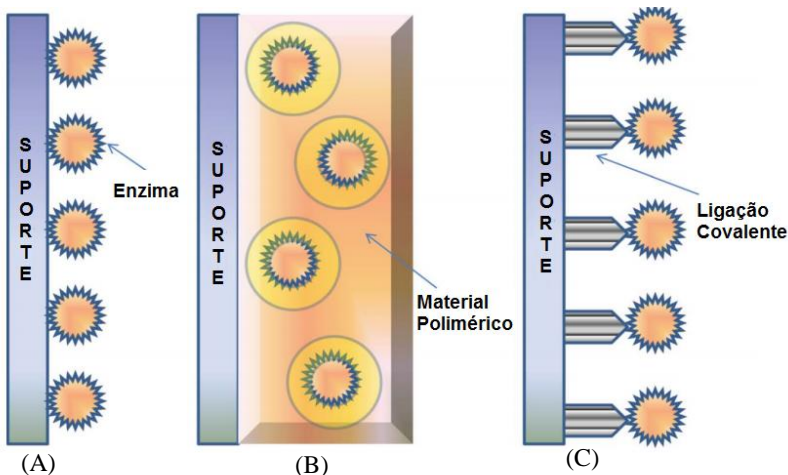 SUPORTE
Enzima
(A)
SUPORTE
Material
Polimérico
(B)
SUPORTE
Ligação
Covalente
(C)